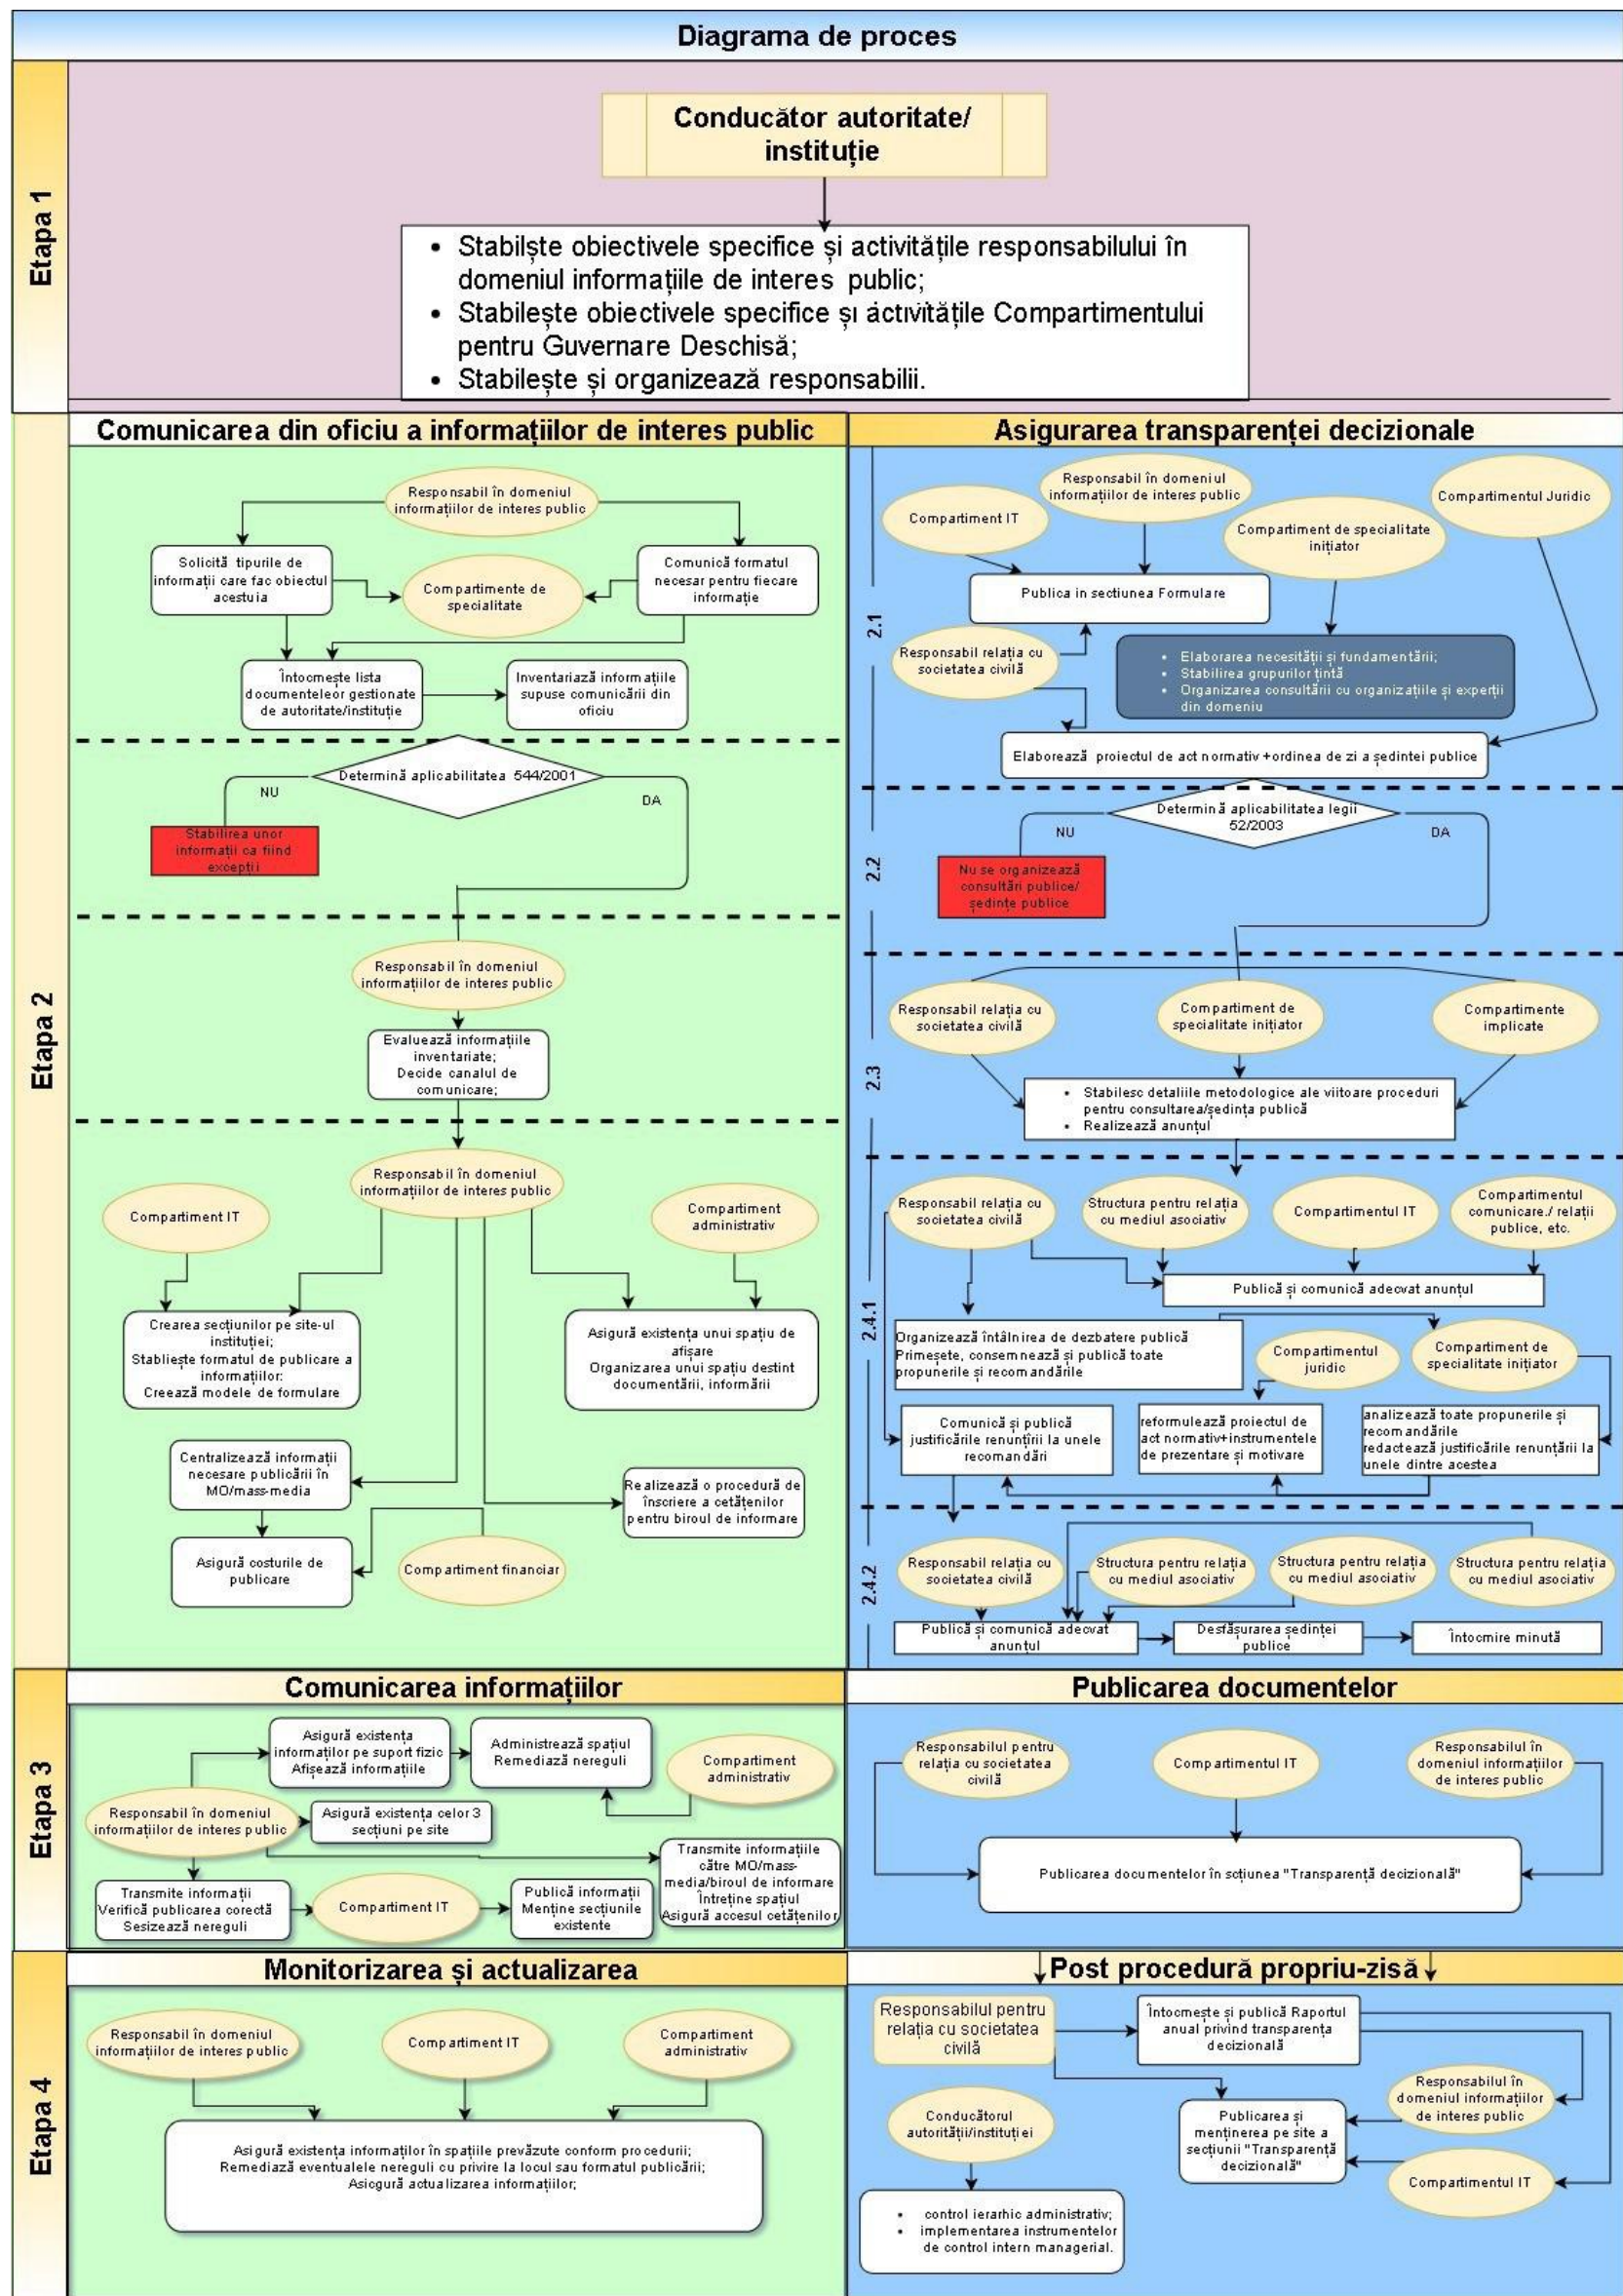 Diagrama de proces
Etapa 1
Conducător autoritate/
instituție
• Stabilște obiectivele specifice și activitățile responsabilului în
domeniul informațiile de interes public;
• Stabilește obiectivele specifice și activitățile Compartimentului
pentru Guvernare Deschisă;
• Stabilește și organizează responsabilii.
Etapa 2
Comunicarea din oficiu a informațiilor de interes public
Responsabil în domeniul
informațiilor de interes public
Solicită tipurile de
informații care fac obiectul
acestuia
Compartimente de
specialitate
Comunică formatul
necesar pentru fiecare
informație
Întocmește lista
documenteleor gestionate
de autoritate/instituție
Inventariază informațiile
supuse comunicării din
oficiu
Determină aplicabilitatea 544/2001
NU
DA
Stabilirea unor
informații ca fiind
excepții
Responsabil în domeniul
informațiilor de interes public
Evaluează informațiile
inventariate;
Decide canalul de
comunicare;
Responsabil în domeniul
informațiilor de interes public
Compartiment IT
Compartiment
administrativ
Crearea secțiunilor pe site-ul
instituției;
Stabliește formatul de publicare a
informațiilor:
Creează modele de formulare
Asigură existența unui spațiu de
afișare
Organizarea unui spațiu destint
documentării, informării
Centralizează informații
necesare publicării în
MO/mass-media
Realizează o procedură de
înscriere a cetățenilor
pentru biroul de informare
Asigură costurile de
publicare
Compartiment financiar
Asigurarea transparenței decizionale
2.1
Compartiment IT
Responsabil în domeniul
informațiilor de interes public
Compartiment de specialitate
inițiator
Compartimentul Juridic
Publica in sectiunea Formulare
Responsabil relația cu
societatea civilă
• Elaborarea necesității și fundamentării;
• Stabilirea grupurilor țintă
• Organizarea consultării cu organizațiile și experții
din domeniu
Elaborează proiectul de act normativ +ordinea de zi a ședintei publice
2.2
Determină aplicabilitatea legii
52/2003
NU
DA
Nu se organizează
consultări publice/
ședințe publice
2.3
Responsabil relația cu
societatea civilă
Compartiment de
specialitate inițiator
Compartimente
implicate
• Stabilesc detaliile metodologice ale viitoare proceduri
pentru consultarea/ședința publică
• Realizează anunțul
2.4.1
Responsabil relația cu
societatea civilă
Structura pentru relația
cu mediul asociativ
Compartimentul IT
Compartimentul
comunicare./ relații
publice, etc.
Publică și comunică adecvat anunțul
Organizează întâlnirea de dezbatere publică
Primeșete, consemnează și publică toate
propunerile și recomandările
Compartimentul
juridic
Compartiment de
specialitate inițiator
Comunică și publică
justificările renunțîrii la unele
recomandări
reformulează proiectul de
act normativ+instrumentele
de prezentare și motivare
analizează toate propunerile și
recomandările
redactează justificările renunțării la
unele dintre acestea
2.4.2
Responsabil relația cu
societatea civilă
Structura pentru relația
cu mediul asociativ
Structura pentru relația
cu mediul asociativ
Structura pentru relația
cu mediul asociativ
Publică și comunică adecvat
anunțul
Desfășurarea ședinței
publice
Întocmire minută
Etapa 3
Comunicarea informațiilor
Asigură existența
informaților pe suport fizic
Afișează informațiile
Administrează spațiul
Remediază nereguli
Compartiment
administrativ
Responsabil în domeniul
informațiilor de interes public
Asigură existența celor 3
secțiuni pe site
Transmite informațiile
către MO/mass-
media/biroul de informare
Întreține spațiul
Asigură accesul cetățenilor
Transmite informații
Verifică publicarea corectă
Sesizează nereguli
Compartiment IT
Publică informații
Menține secțiunile
existente
Publicarea documentelor
Responsabilul pentru
relația cu societatea
civilă
Compartimentul IT
Responsabilul în
domeniul informațiilor
de interes public
Publicarea documentelor în scțiunea "Transparență decizională"
Etapa 4
Monitorizarea și actualizarea
Responsabil în domeniul
informațiilor de interes public
Compartiment IT
Compartiment
administrativ
Asigură existența informaților în spațiile prevăzute conform procedurii;
Remediază eventualele nereguli cu privire la locul sau formatul publicării;
Asicgură actualizarea informațiilor;
Post procedură propriu-zisă
Responsabilul pentru
relația cu societatea
civilă
Întocmește și publică Raportul
anual privind transparența
decizională
Responsabilul în
domeniul informațiilor
de interes public
Conducătorul
autorității/instituției
Publicarea și
menținerea pe site a
secțiunii "Transparență
decizională"
Compartimentul IT
• control ierarhic administrativ;
• implementarea instrumentelor
de control intern managerial.